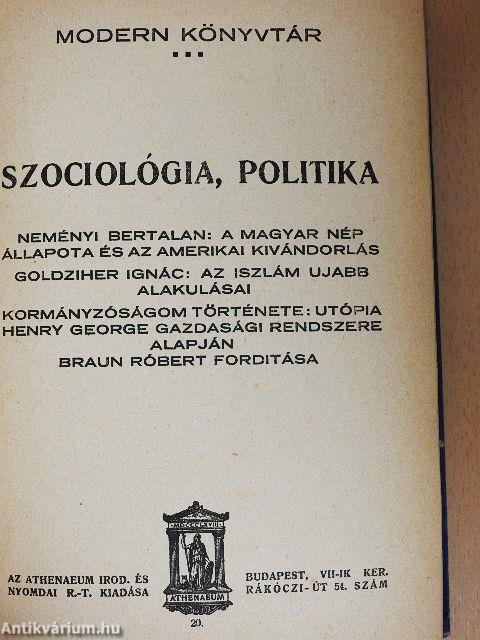 MODERN KÖNYVTÁR
SZOCIOLÓGIA, POLITIKA
NEMÉNYI BERTALAN: A MAGYAR NÉP
ÁLLAPOTA ÉS AZ AMERIKAI KIVÁNDORLÁS
GOLDZIHER IGNÁC: AZ ISZLÁM UJABB
ALAKULÁSAI
KORMÁNYZÓSÁGOM TÖRTÉNETE: UTÓPIA
HENRY GEORGE GAZDASÁGI RENDSZERE
ALAPJÁN
BRAUN RÓBERT FORDITÁSA
MDCCCLXVIII
ATHENAEUM
AZ ATHENAEUM IROD. ÉS
NYOMDAI R.-T. KIADÁSA
BUDAPEST, VII-IK KER.
RÁKÓCZI-ÚT 54. SZÁM
20.
Antikvárium.hu